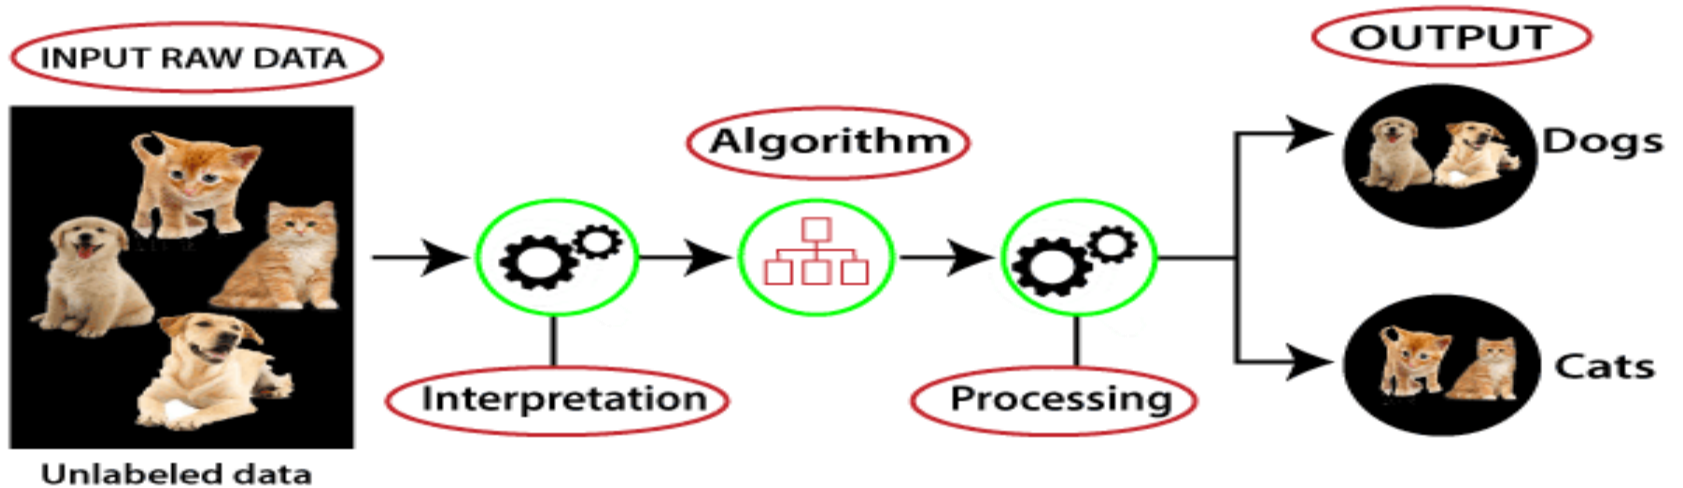 INPUT RAW DATA
Unlabeled data
Interpretation
Algorithm
Processing
OUTPUT
Dogs
Cats